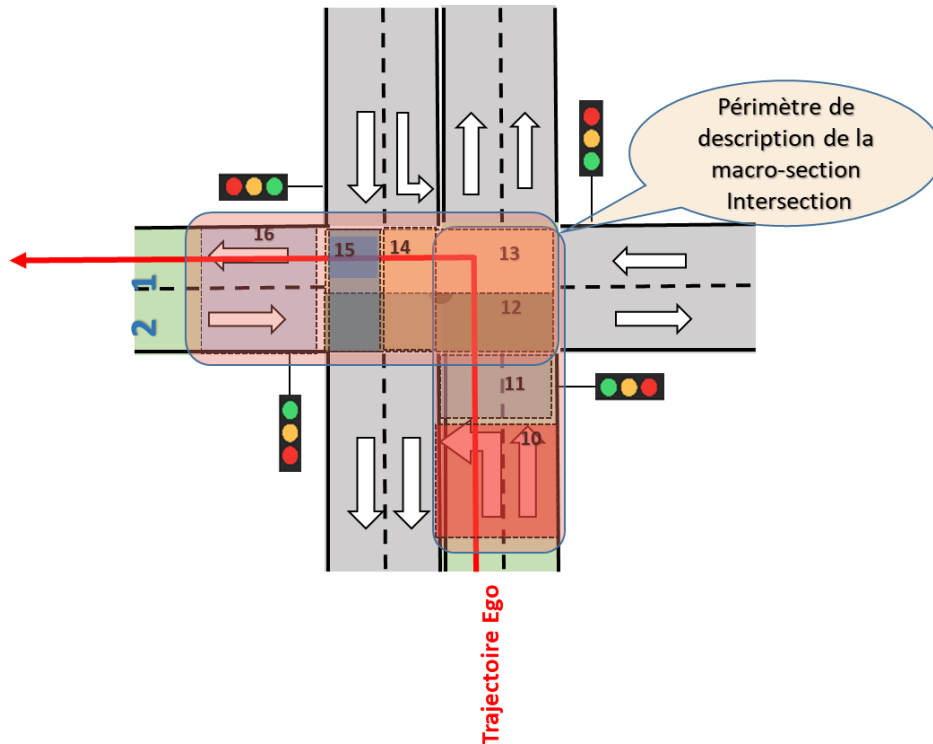 Périmètre de
description de la
macro-section
Intersection
16
15
14
13
1
2
12
11
10
Trajectoire Ego